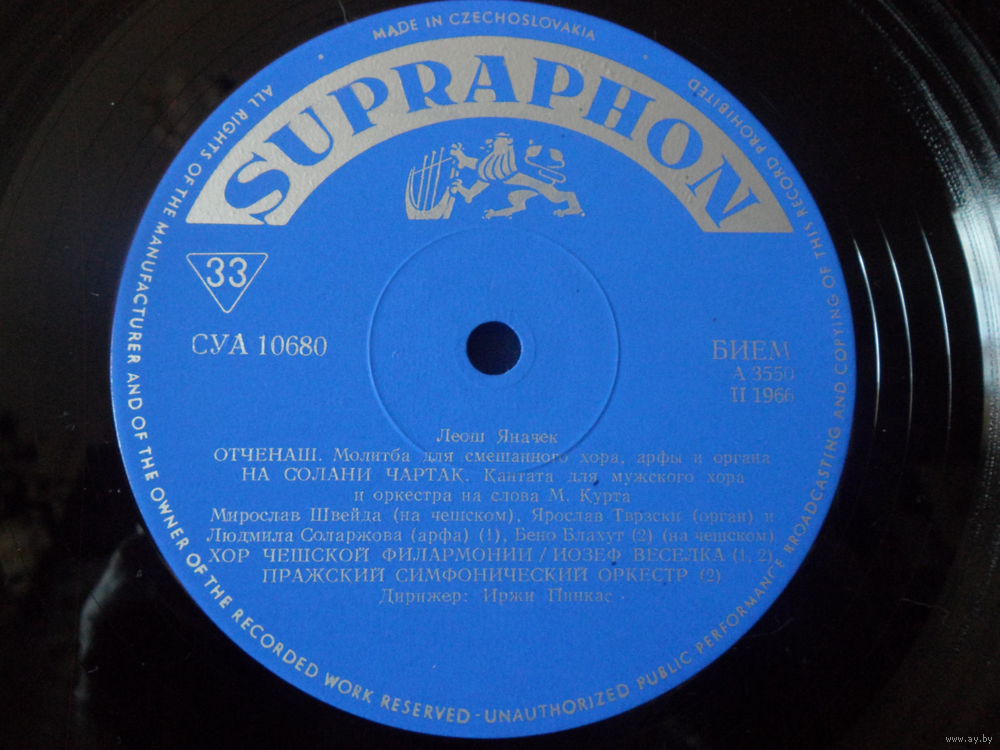 MADE IN CZECHOSLOVAKIA
SUPRAPHON
33
СУА 10680
БИЕМ
А 3550
II 1966
Леош Яначек
ОТЧЕНАШ. Молитба для смешанного хора, арфы и органа
НА СОЛАНИ ЧАРТАК. Кантата для мужского хора
и оркестра на слова М. Курта
Мирослав Швейда (на чешском), Ярослав Тврзски (орган) и
Людмила Соларжова (арфа) (1), Бено Блахут (2) (на чешском)
ХОР ЧЕШСКОЙ ФИЛАРМОНИИ / ИОЗЕФ ВЕСЕЛКА (1, 2)
ПРАЖСКИЙ СИМФОНИЧЕСКИЙ ОРКЕСТР (2)
Дирижер: Иржи Пинкас
ALL RIGHTS OF THE MANUFACTURER AND OF THE OWNER OF THE RECORDED WORK RESERVED - UNAUTHORIZED PUBLIC PERFORMANCE BROADCASTING AND COPYING OF THIS RECORD PROHIBITED
www.ay.by